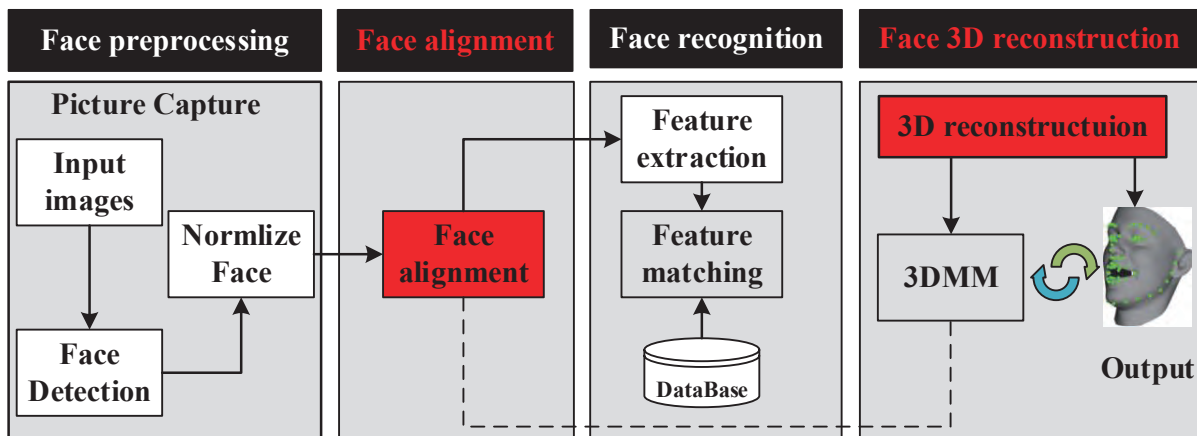 Face preprocessing
Face alignment
Face recognition
Face 3D reconstruction
Picture Capture
Input
images
Normlize
Face
Face
Detection
Face
alignment
Feature
extraction
Feature
matching
DataBase
3D reconstructuion
3DMM
Output